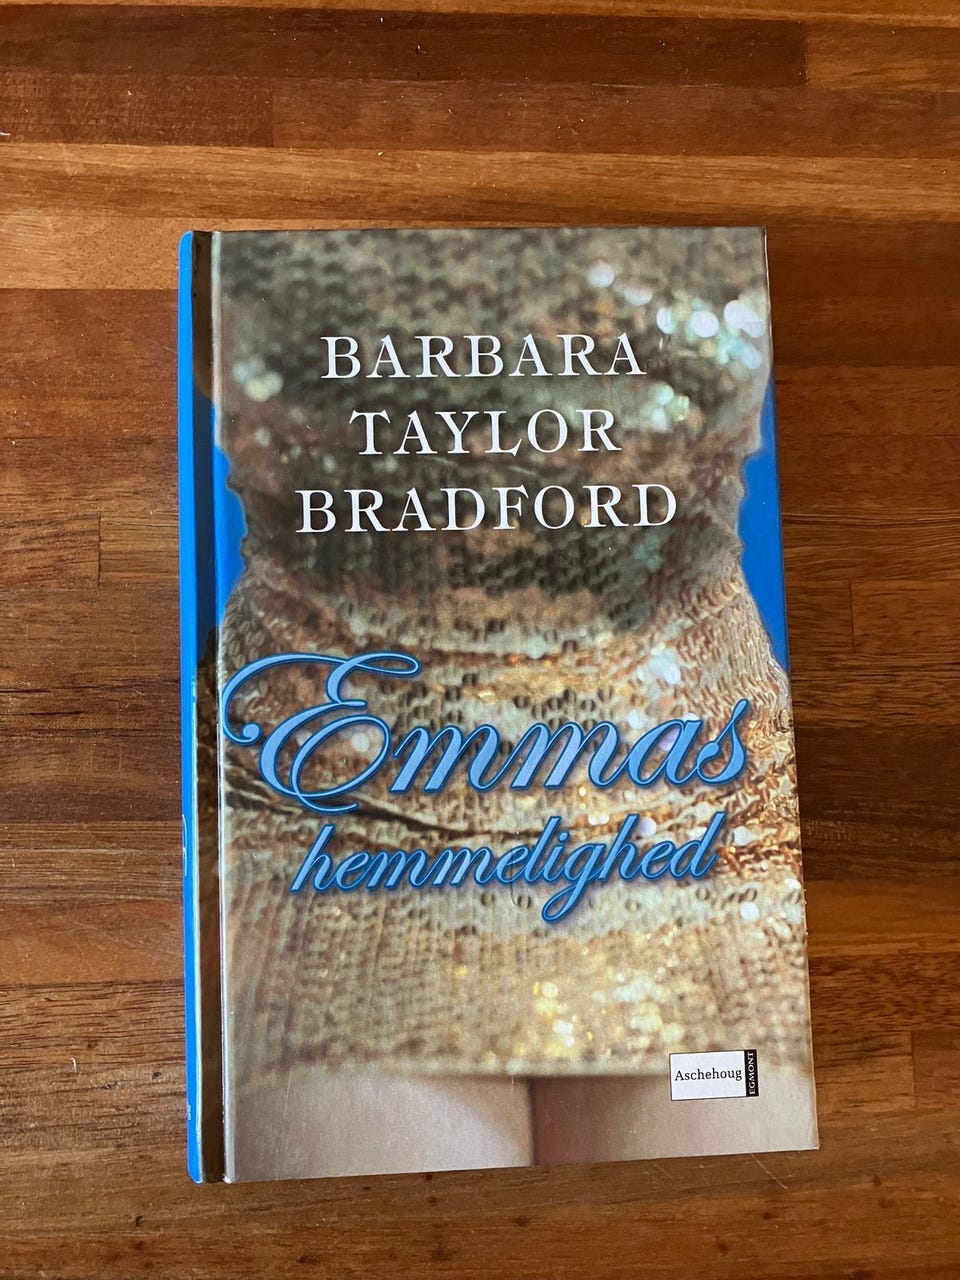 BARBARA
TAYLOR
BRADFORD
Emmas
hemmelighed
Aschehoug
EGMONT